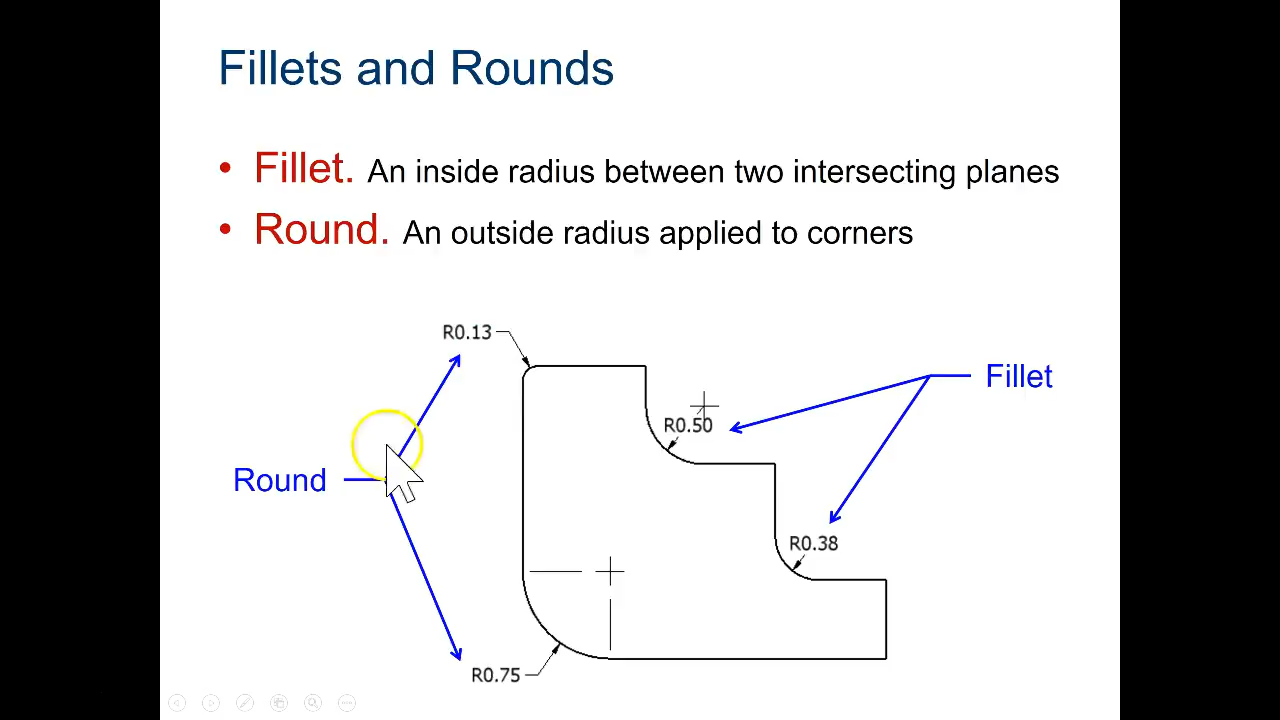 Fillets and Rounds
• Fillet. An inside radius between two intersecting planes
• Round. An outside radius applied to corners
R0.13
Fillet
R0.50
Round
R0.38
R0.75